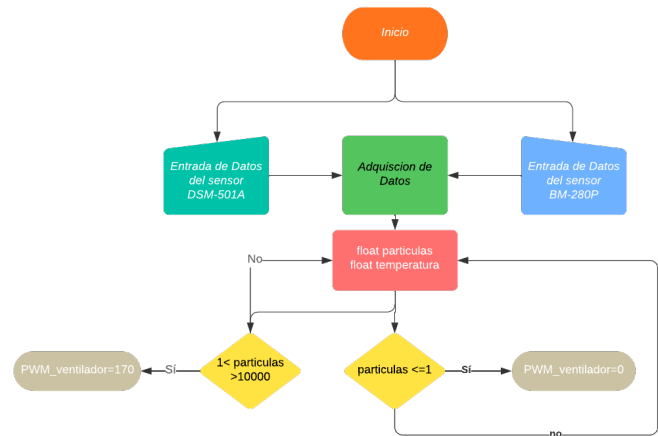 Inicio
Entrada de Datos
del sensor
DSM-501A
Adquiscion de
Datos
Entrada de Datos
del sensor
BM-280P
float particulas
float temperatura
No
1< particulas
>10000
particulas <=1
PWM_ventilador=170
Sí
Sí
PWM_ventilador=0
no